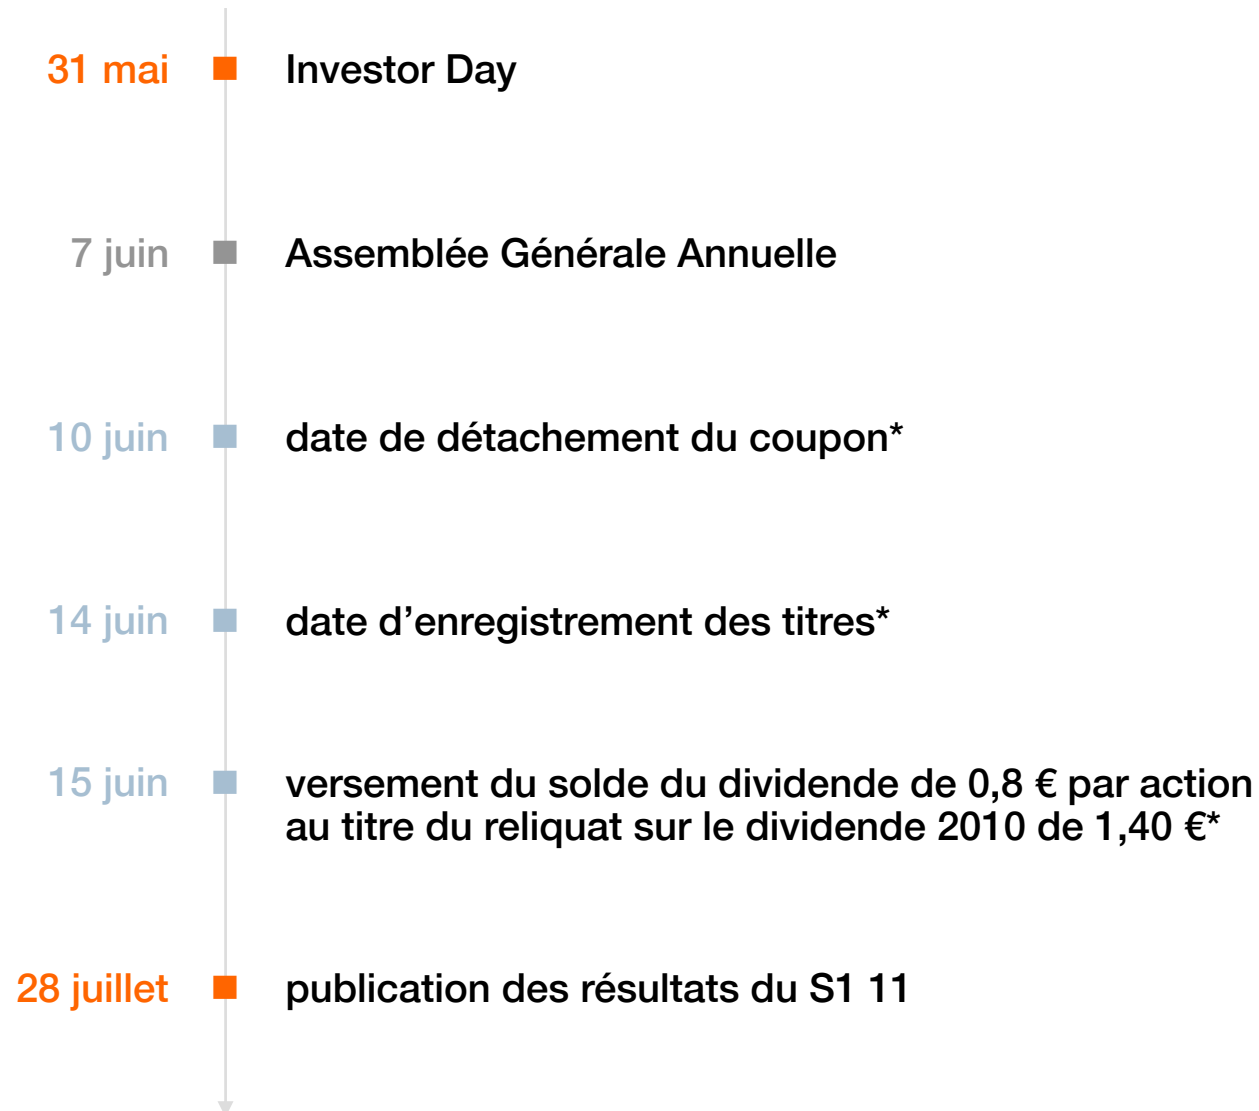 31 mai Investor Day
7 juin Assemblée Générale Annuelle
10 juin date de détachement du coupon*
14 juin date d’enregistrement des titres*
15 juin versement du solde du dividende de 0,8 € par action
au titre du reliquat sur le dividende 2010 de 1,40 €*
28 juillet publication des résultats du S1 11